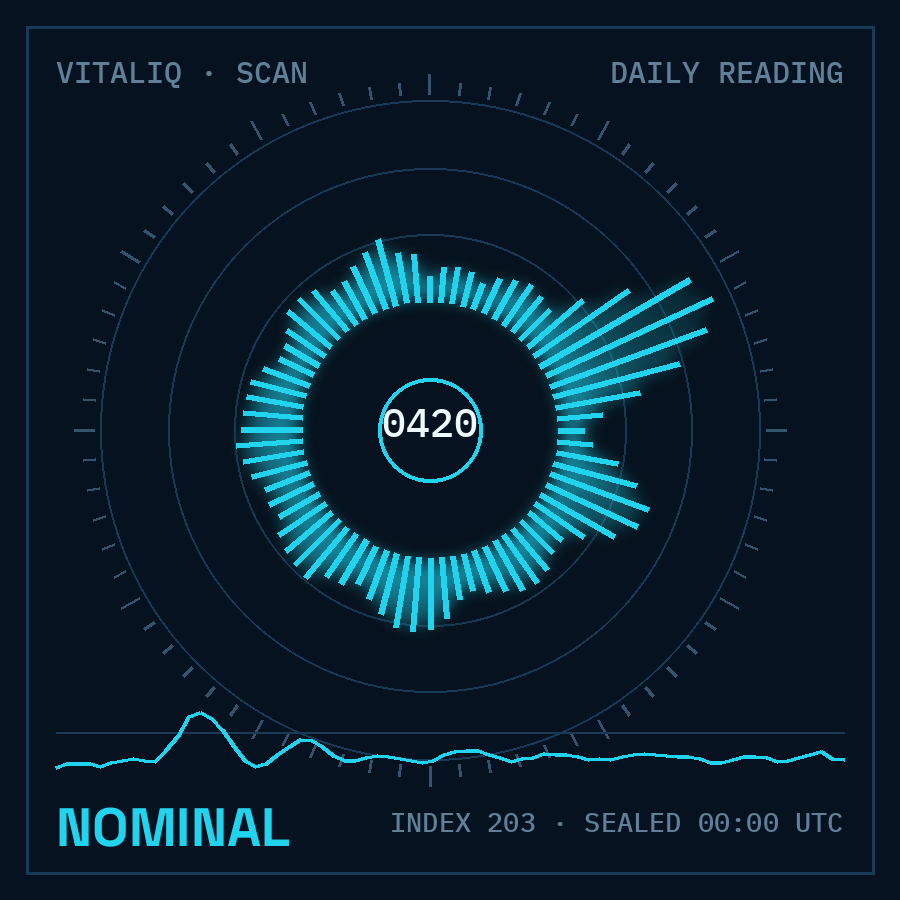 VITALIQ · SCAN
DAILY READING
0420
NOMINAL
INDEX 203 · SEALED 00:00 UTC